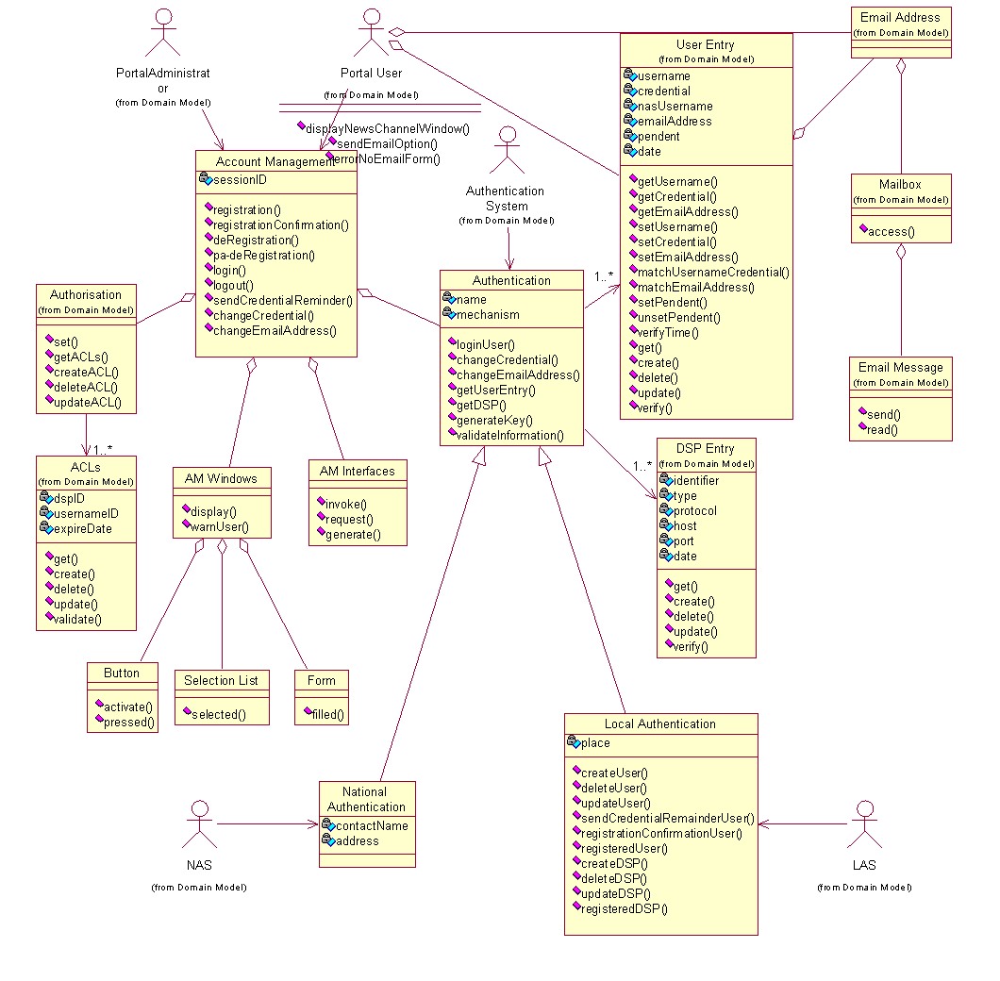 PortalAdministrat
or
(from Domain Model)
Portal User
(from Domain Model)
displayNewsChannelWindow()
sendEmailOption()
errorNoEmailForm()
Email Address
(from Domain Model)
User Entry
(from Domain Model)
username
credential
nasUsername
emailAddress
pendent
date
getUsername()
getCredential()
getEmailAddress()
setUsername()
setCredential()
setEmailAddress()
matchUsernameCredential()
matchEmailAddress()
setPendent()
unsetPendent()
verifyTime()
get()
create()
delete()
update()
verify()
Account Management
sessionID
registration()
registrationConfirmation()
deRegistration()
pa-deRegistration()
login()
logout()
sendCredentialReminder()
changeCredential()
changeEmailAddress()
Authentication
System
(from Domain Model)
Mailbox
(from Domain Model)
access()
Authentication
name
mechanism
loginUser()
changeCredential()
changeEmailAddress()
getUserEntry()
getDSP()
generateKey()
validateInformation()
1..*
Authorisation
(from Domain Model)
set()
getACLs()
createACL()
deleteACL()
updateACL()
Email Message
(from Domain Model)
send()
read()
1..*
ACLs
(from Domain Model)
dspID
usernameID
expireDate
get()
create()
delete()
update()
validate()
AM Windows
display()
warnUser()
AM Interfaces
invoke()
request()
generate()
1..*
DSP Entry
(from Domain Model)
identifier
type
protocol
host
port
date
get()
create()
delete()
update()
verify()
Button
activate()
pressed()
Selection List
selected()
Form
filled()
Local Authentication
place
createUser()
deleteUser()
updateUser()
sendCredentialRemainderUser()
registrationConfirmationUser()
registeredUser()
createDSP()
deleteDSP()
updateDSP()
registeredDSP()
National
Authentication
contactName
address
NAS
(from Domain Model)
LAS
(from Domain Model)